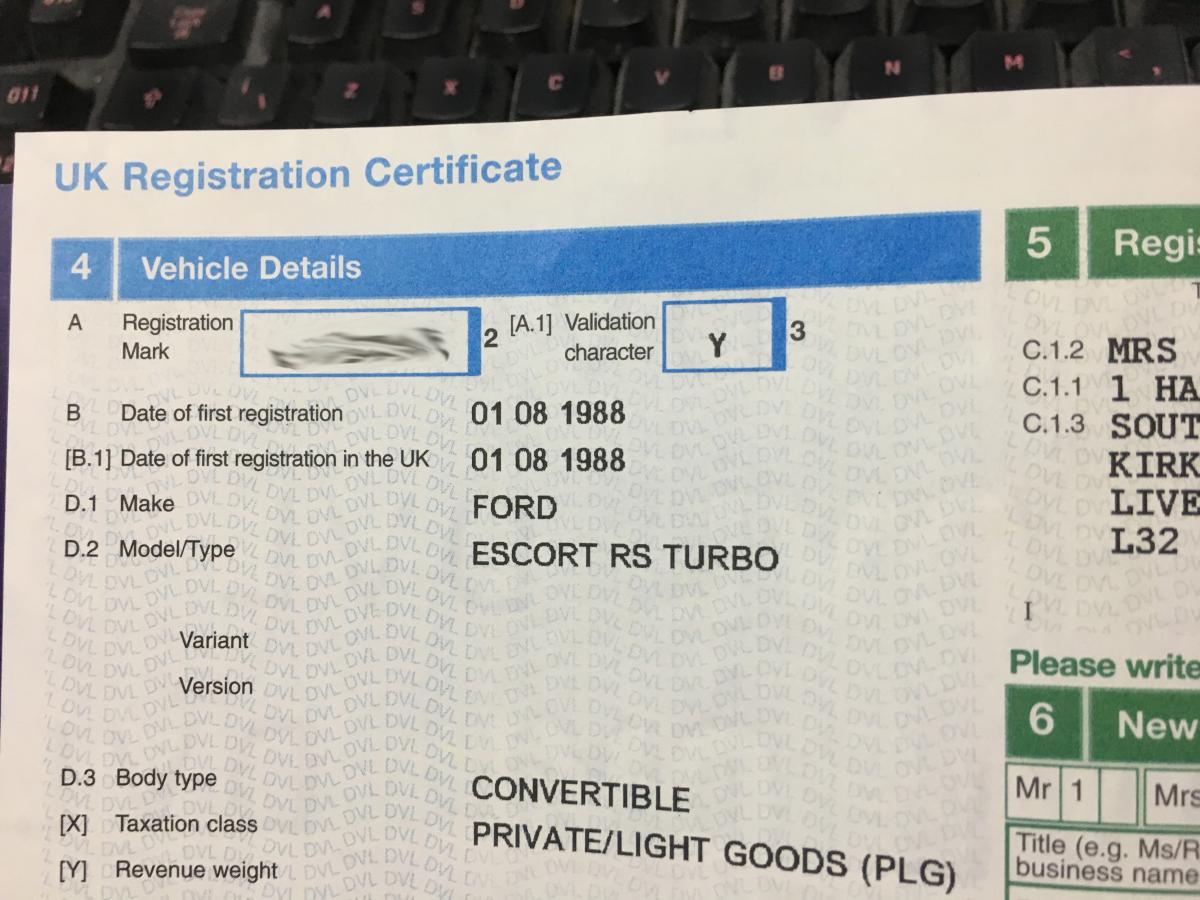 A S D
011 Z X C V B N M < ,
UK Registration Certificate
4 Vehicle Details
A Registration Mark 2 [A.1] Validation character Y 3
B Date of first registration 01 08 1988
[B.1] Date of first registration in the UK 01 08 1988
D.1 Make FORD
D.2 Model/Type ESCORT RS TURBO
Variant
Version
D.3 Body type CONVERTIBLE
[X] Taxation class PRIVATE/LIGHT GOODS (PLG)
[Y] Revenue weight
5 Regis
C.1.2 MRS
C.1.1 1 HA
C.1.3 SOUT
KIRK
LIVE
L32
I
Please write
6 New
Mr 1 Mrs
Title (e.g. Ms/R
business name